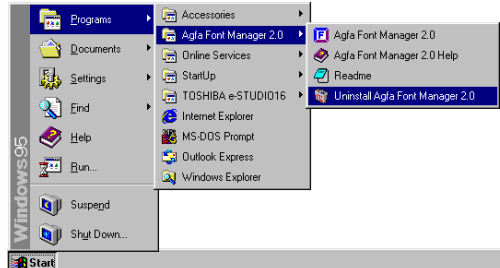 Programs
Documents
Settings
Find
Help
Run...
Suspend
Shut Down...
Windows95
Start
Accessories
Agfa Font Manager 2.0
Online Services
StartUp
TOSHIBA e-STUDIO16
Internet Explorer
MS-DOS Prompt
Outlook Express
Windows Explorer
Agfa Font Manager 2.0
Agfa Font Manager 2.0 Help
Readme
Uninstall Agfa Font Manager 2.0